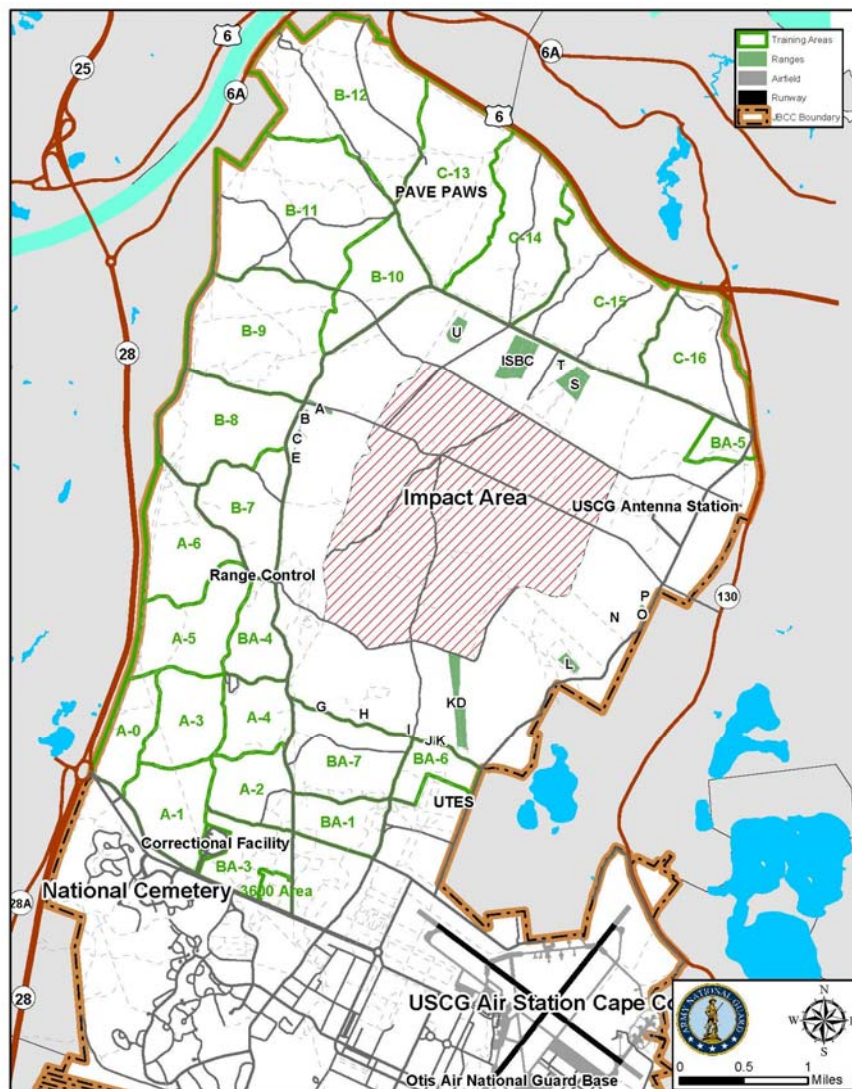 6
6A
25
6A
B-12
6
C-13
PAVE PAWS
B-11
C-14
B-10
C-15
B-9
U
ISBC
T
S
C-16
28
A
B
B-8
C
E
BA-5
Impact Area
USCG Antenna Station
B-7
A-6
Range Control
P
130
N
O
A-5
BA-4
L
G
H
KD
A-0
A-3
A-4
I
J/K
BA-7
BA-6
A-2
UTES
A-1
BA-1
Correctional Facility
BA-3
National Cemetery
3600 Area
28A
28
USCG Air Station Cape Co
Otis Air National Guard Base
Training Areas
Ranges
Airfield
Runway
JBCC Boundary
ARMY NATIONAL GUARD
N
W
E
S
0
0.5
1
Miles